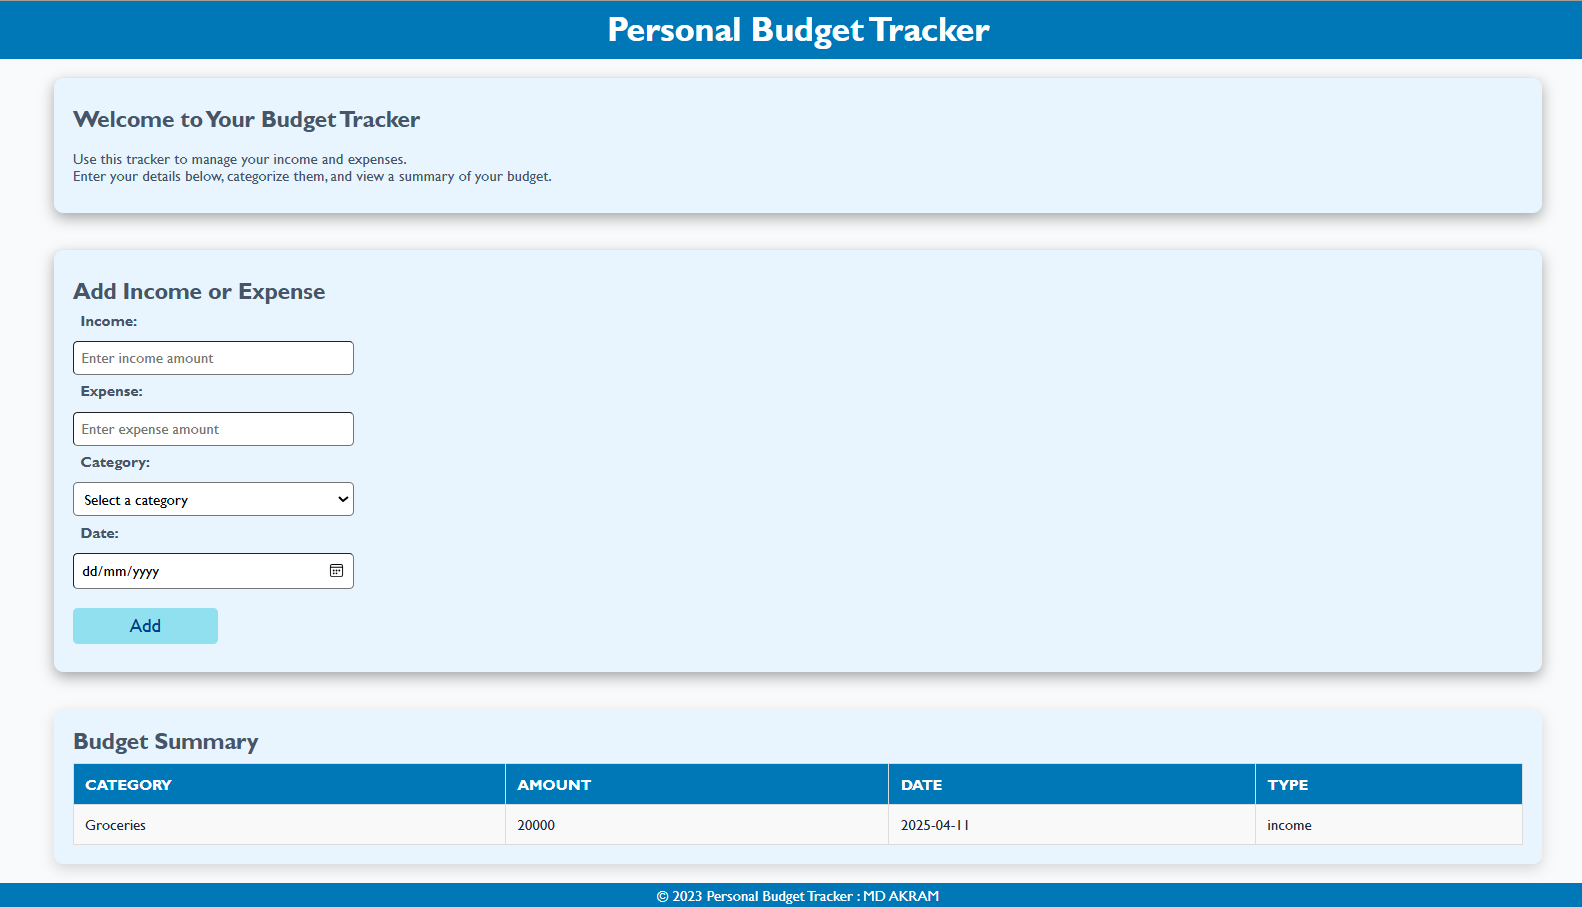 Personal Budget Tracker
Welcome to Your Budget Tracker
Use this tracker to manage your income and expenses.
Enter your details below, categorize them, and view a summary of your budget.
Add Income or Expense
Income:
Enter income amount
Expense:
Enter expense amount
Category:
Select a category
Date:
dd/mm/yyyy
Add
Budget Summary
CATEGORY AMOUNT DATE TYPE
Groceries 20000 2025-04-11 income
© 2023 Personal Budget Tracker : MD AKRAM